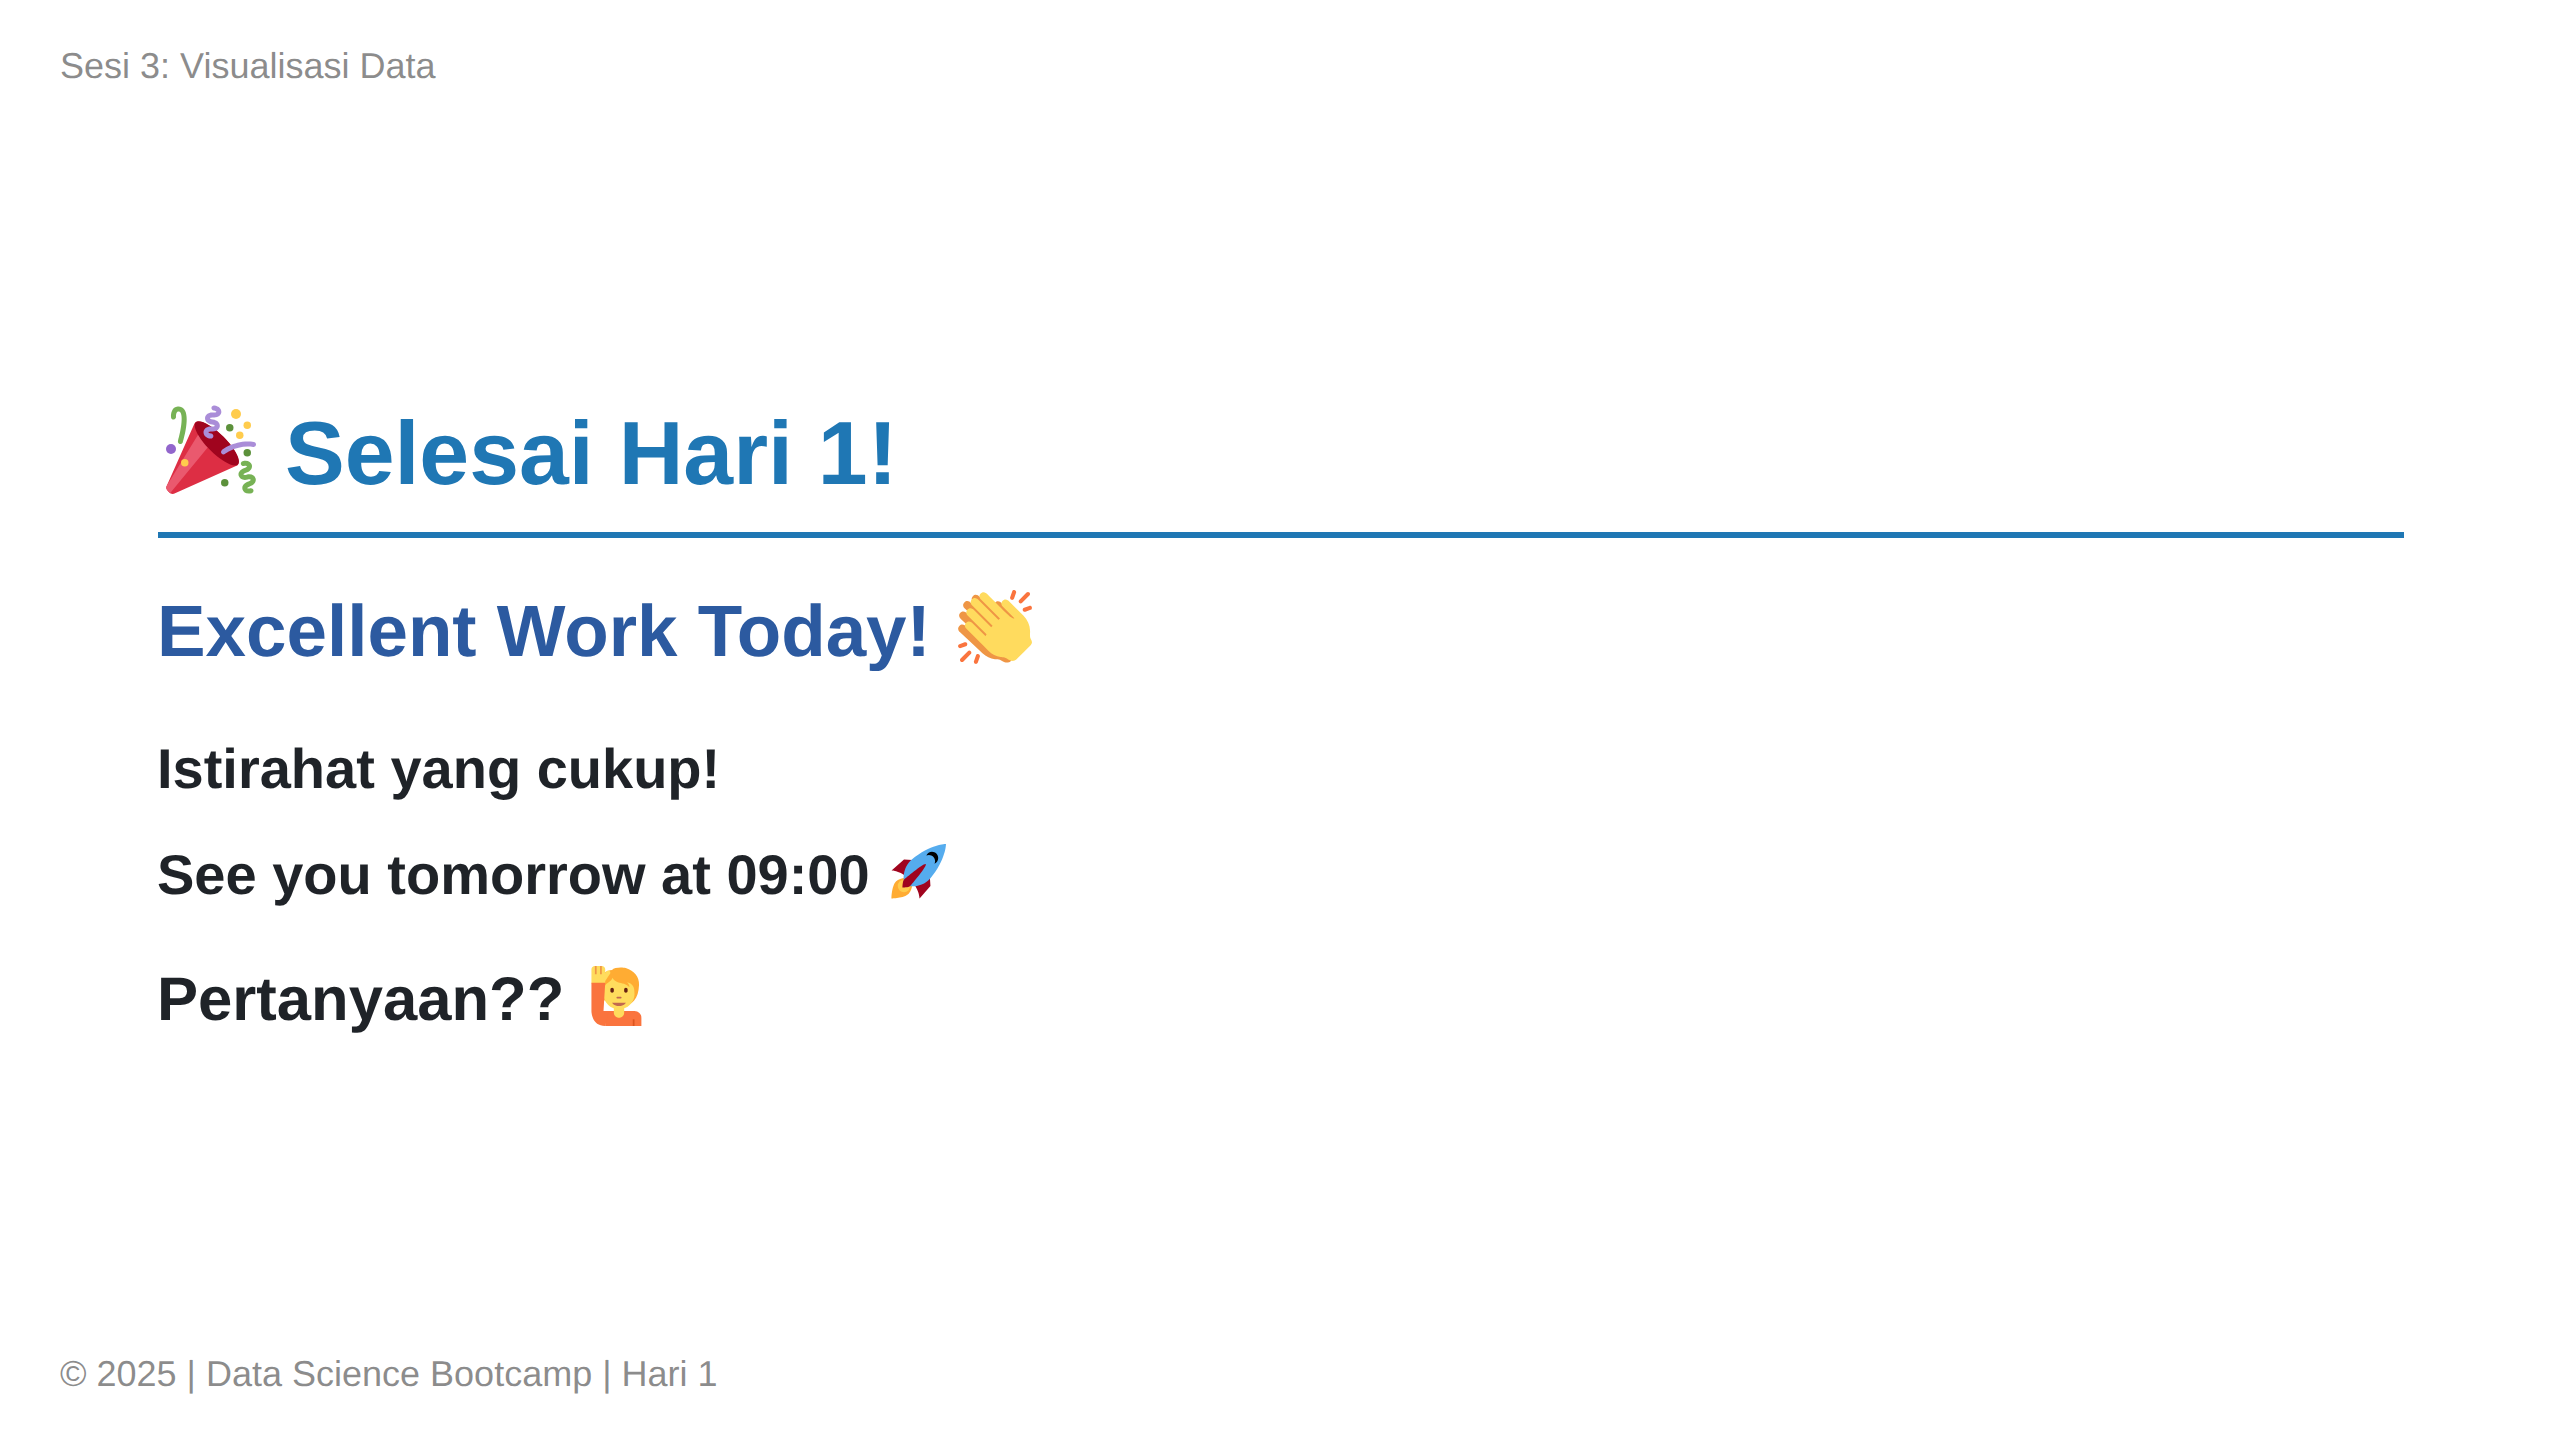 Sesi 3: Visualisasi Data
🎉 Selesai Hari 1!
Excellent Work Today! 👏
Istirahat yang cukup!
See you tomorrow at 09:00 🚀
Pertanyaan?? 🙋
© 2025 | Data Science Bootcamp | Hari 1